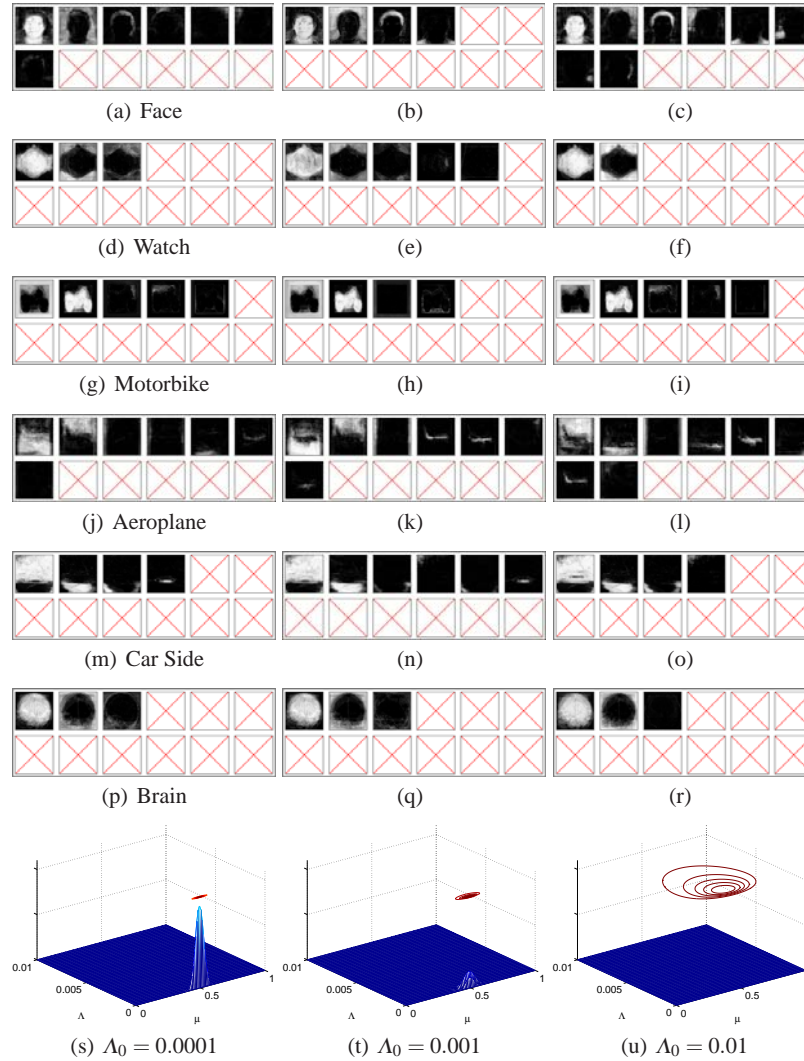 (a) Face
(b)
(c)
(d) Watch
(e)
(f)
(g) Motorbike
(h)
(i)
(j) Aeroplane
(k)
(l)
(m) Car Side
(n)
(o)
(p) Brain
(q)
(r)
0.01
0.005
0
0
0.5
1
Λ
μ
0.01
0.005
0
0
0.5
1
Λ
μ
0.01
0.005
0
0
0.5
1
Λ
μ
(s) Λ0 = 0.0001
(t) Λ0 = 0.001
(u) Λ0 = 0.01